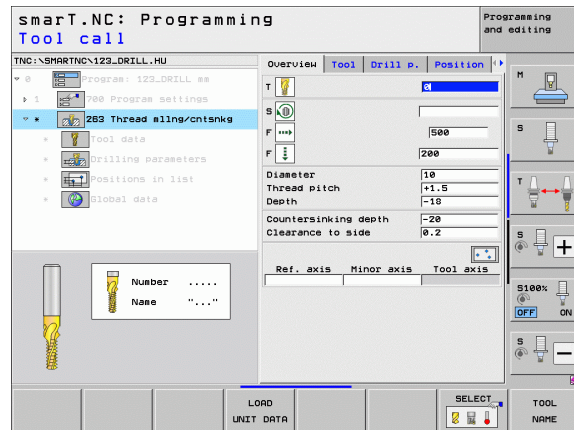 smarT.NC: Programming
Tool call
Programming
and editing
TNC:\SMARTNC\123_DRILL.HU
0 Program: 123_DRILL mm
1 700 Program settings
* 263 Thread mllng/cntsnkg
* Tool data
* Drilling parameters
* Positions in list
* Global data
Number .....
Name "..."
Overview Tool Drill p. Position
T 0
S
F 500
F 200
Diameter 10
Thread pitch +1.5
Depth -18
Countersinking depth -20
Clearance to side 0.2
Ref. axis Minor axis Tool axis
M
S
T
S +
S100%
OFF ON
S –
LOAD
UNIT DATA
SELECT
TOOL
NAME